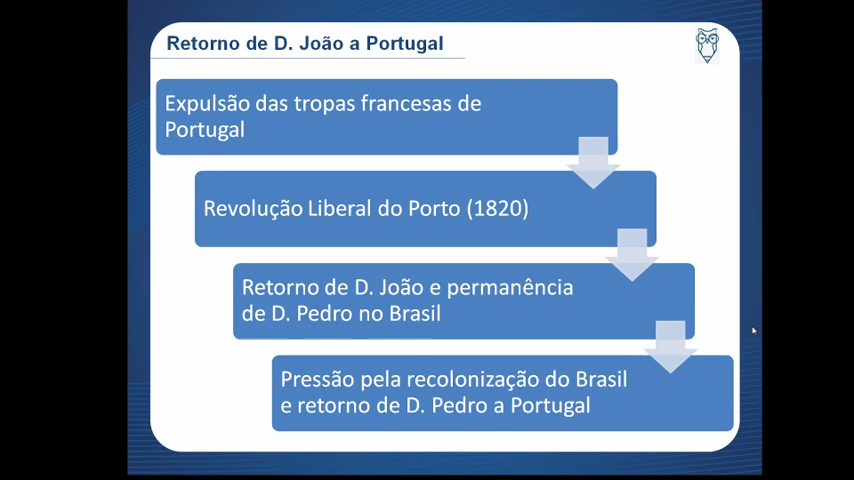 Retorno de D. João a Portugal
Expulsão das tropas francesas de
Portugal
Revolução Liberal do Porto (1820)
Retorno de D. João e permanência
de D. Pedro no Brasil
Pressão pela recolonização do Brasil
e retorno de D. Pedro a Portugal